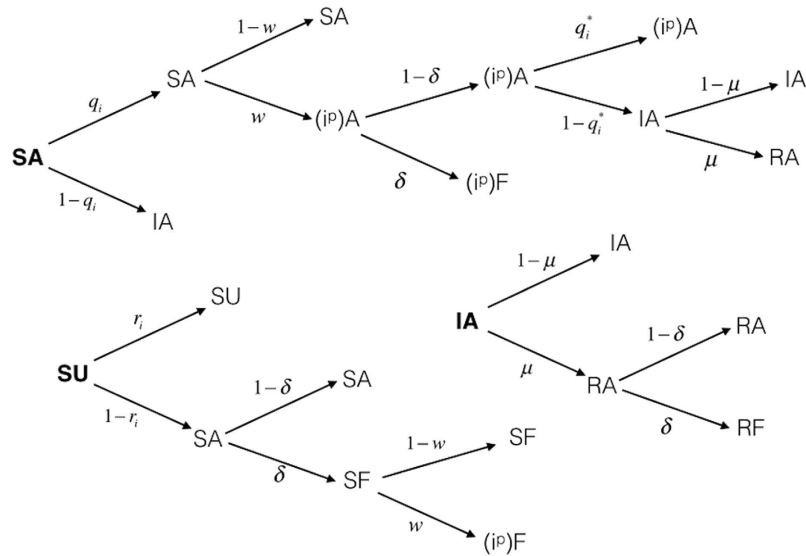 SA
q_i
1-q_i
SA
IA
1-w
w
SA
(i^p)A
1-δ
δ
(i^p)A
(i^p)F
q_i^*
1-q_i^*
(i^p)A
IA
1-μ
μ
IA
RA
SU
r_i
1-r_i
SU
SA
1-δ
δ
SA
SF
1-w
w
SF
(i^p)F
IA
1-μ
μ
IA
RA
1-δ
δ
RA
RF